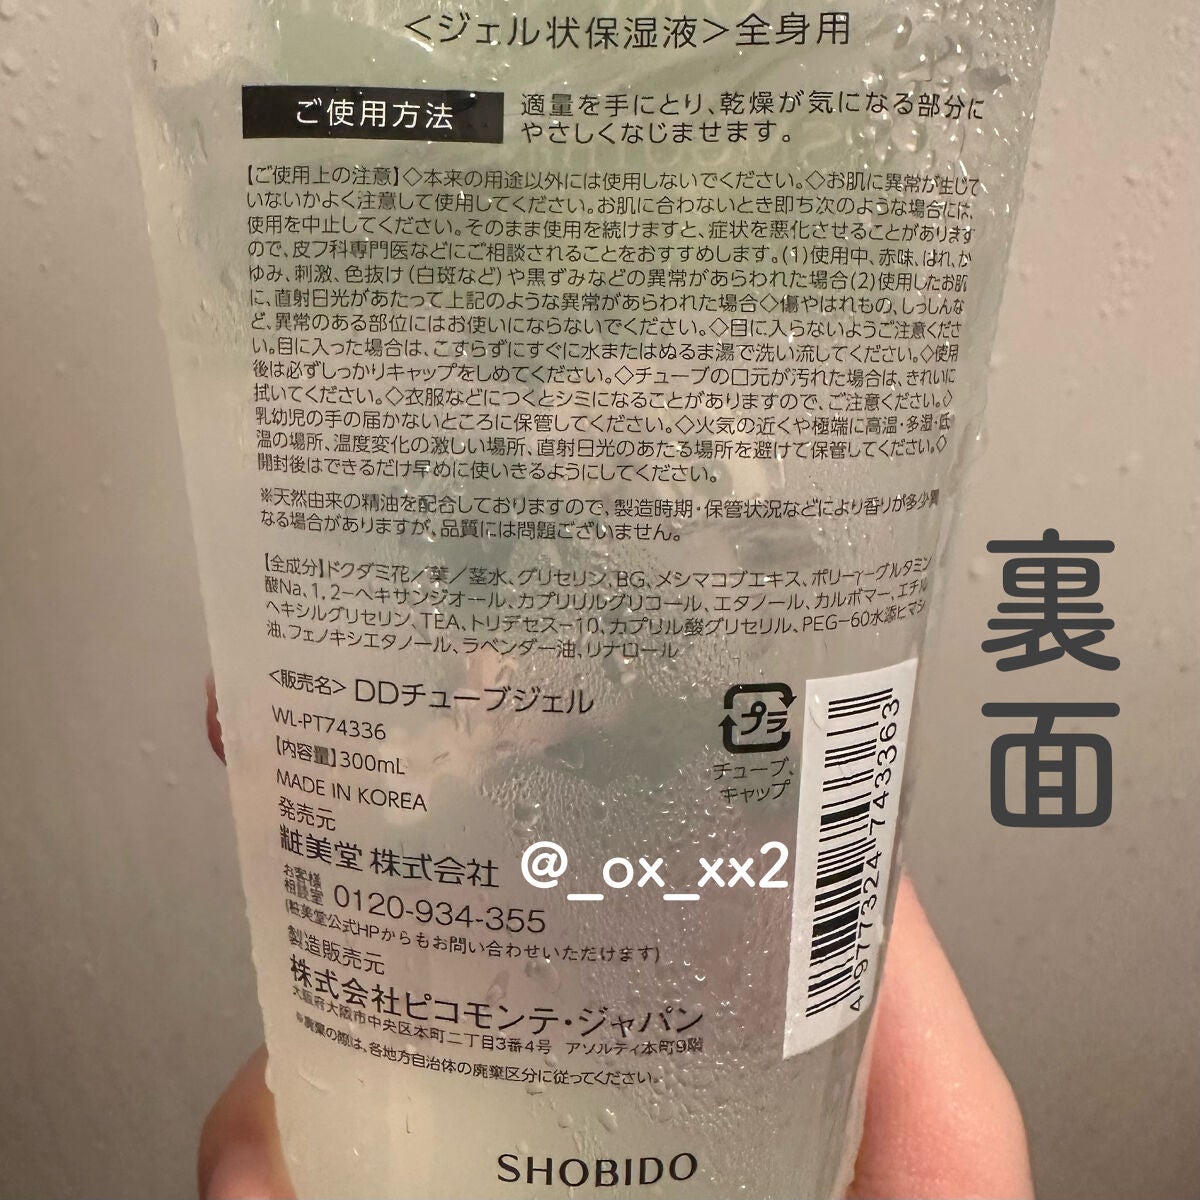 ＜ジェル状保湿液＞全身用
ご使用方法
適量を手にとり、乾燥が気になる部分に
やさしくなじませます。
【ご使用上の注意】◇本来の用途以外には使用しないでください。◇お肌に異常が生じて
いないかよく注意して使用してください。お肌に合わないとき即ち次のような場合には、
使用を中止してください。そのまま使用を続けますと、症状を悪化させることがあります
ので、皮フ科専門医などにご相談されることをおすすめします。(1)使用中、赤味、はれ、か
ゆみ、刺激、色抜け(白斑など)や黒ずみなどの異常があらわれた場合(2)使用したお肌
に、直射日光があたって上記のような異常があらわれた場合◇傷やはれもの、しっしんな
ど、異常のある部位にはお使いにならないでください。◇目に入らないようご注意くださ
い。目に入った場合は、こすらずにすぐに水またはぬるま湯で洗い流してください。◇使用
後は必ずしっかりキャップをしめてください。◇チューブの口元が汚れた場合は、きれいに
拭いてください。◇衣服などにつくとシミになることがありますので、ご注意ください。◇
乳幼児の手の届かないところに保管してください。◇火気の近くや極端に高温・多湿・低
温の場所、温度変化の激しい場所、直射日光のあたる場所を避けて保管してください。◇
開封後はできるだけ早めに使いきるようにしてください。
※天然由来の精油を配合しておりますので、製造時期・保管状況などにより香りが多少異
なる場合がありますが、品質には問題ございません。
【全成分】ドクダミ花／葉／茎水、グリセリン、BG、メシマコブエキス、ポリ－γ－グルタミン
酸Na、1,2－ヘキサンジオール、カプリリルグリコール、エタノール、カルボマー、エチル
ヘキシルグリセリン、TEA、トリデセス－10、カプリル酸グリセリル、PEG－60水添ヒマシ
油、フェノキシエタノール、ラベンダー油、リナロール
＜販売名＞DDチューブジェル
WL-PT74336
【内容量】300mL
MADE IN KOREA
発売元
粧美堂 株式会社
お客様
相談室 0120-934-355
(粧美堂公式HPからもお問い合わせいただけます)
製造販売元
株式会社ピコモンテ・ジャパン
大阪府大阪市中央区本町二丁目3番4号 アソルティ本町9階
※廃棄の際は、各地方自治体の廃棄区分に従ってください。
SHOBIDO
プラ
チューブ、
キャップ
4 977324 743363
@_ox_xx2
裏面